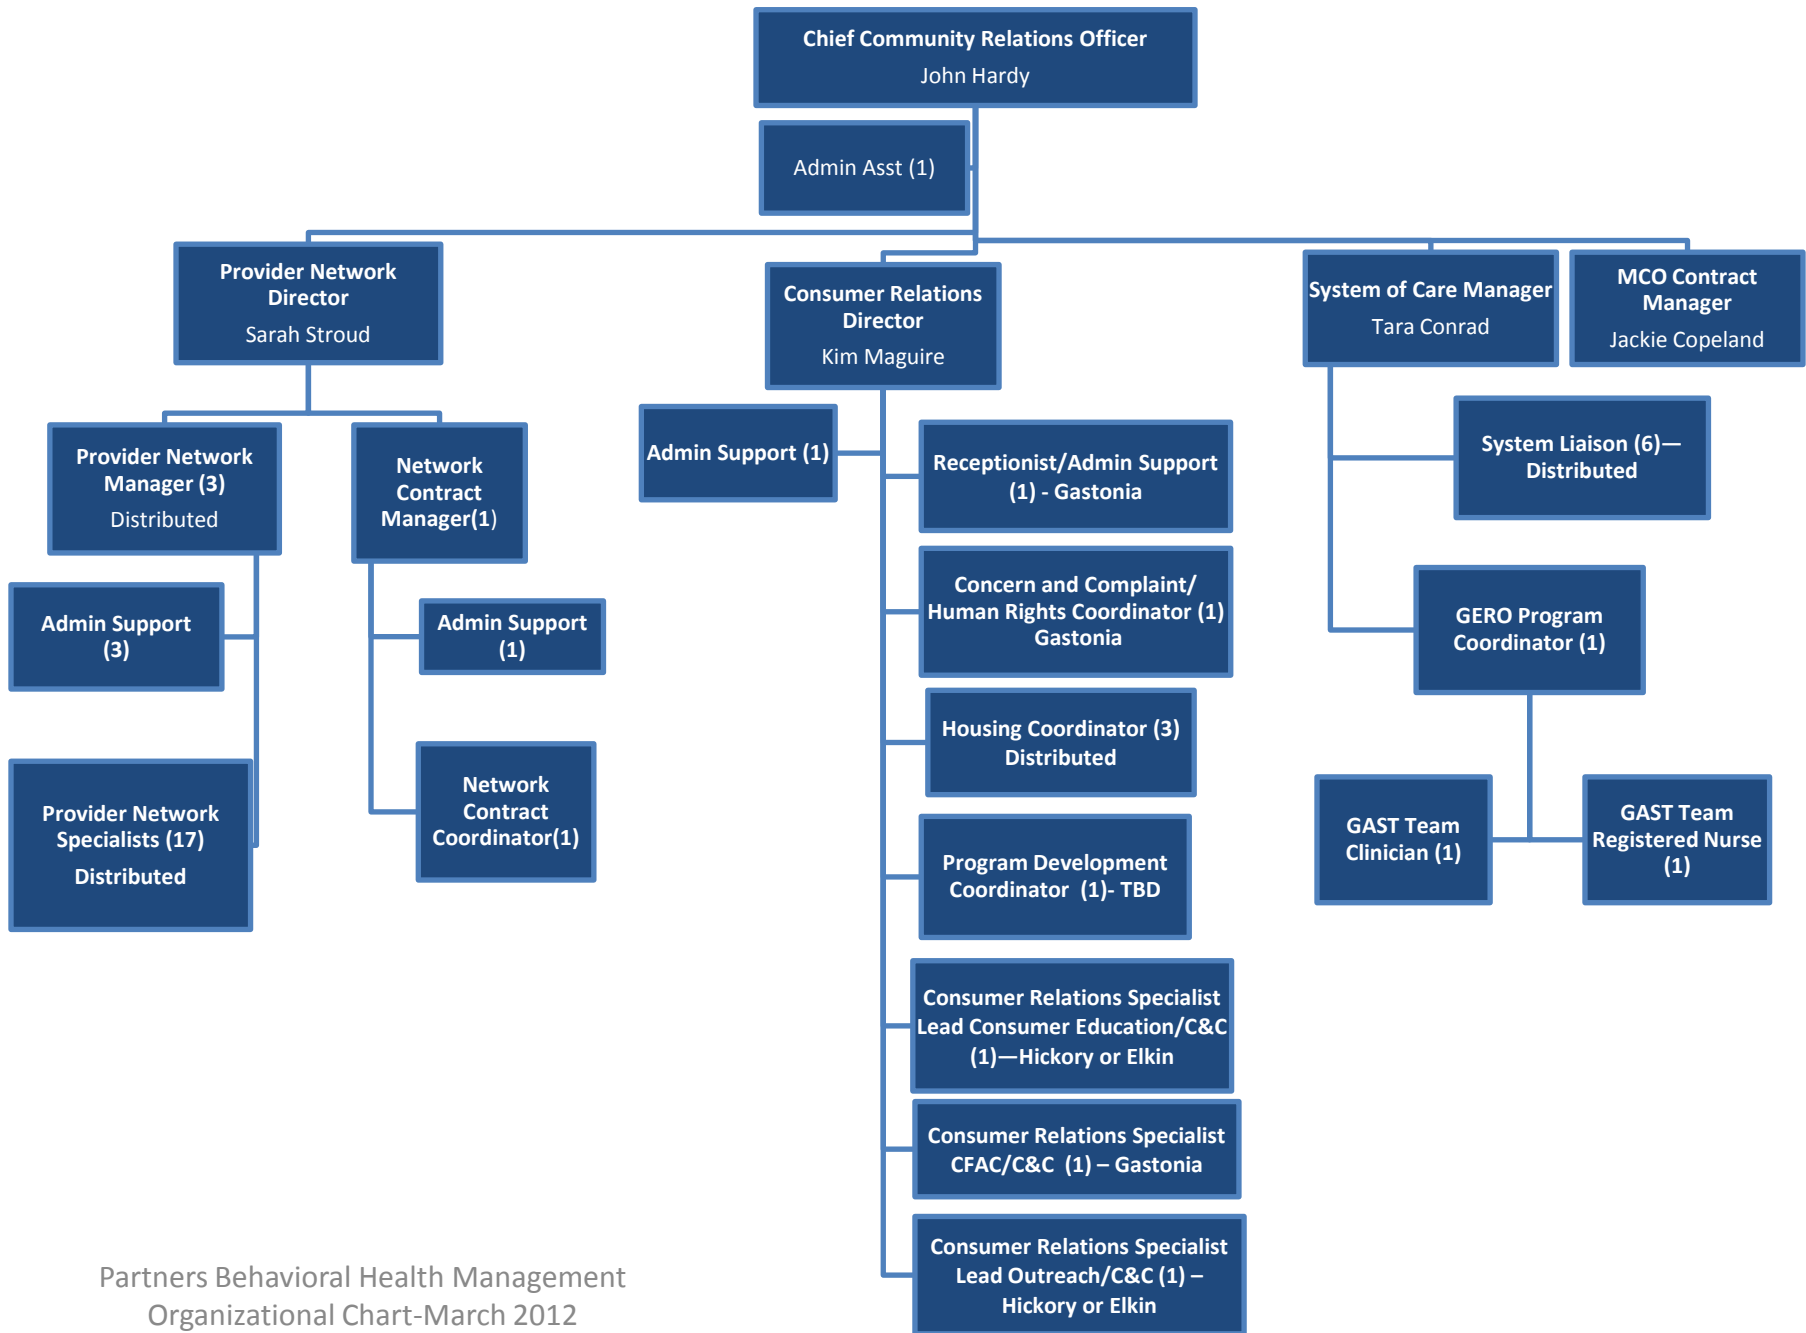 Chief Community Relations Officer
John Hardy
Admin Asst (1)
Provider Network
Director
Sarah Stroud
Consumer Relations
Director
Kim Maguire
System of Care Manager
Tara Conrad
MCO Contract
Manager
Jackie Copeland
Provider Network
Manager (3)
Distributed
Network
Contract
Manager(1)
Admin Support
(3)
Admin Support
(1)
Provider Network
Specialists (17)
Distributed
Network
Contract
Coordinator(1)
Admin Support (1)
Receptionist/Admin Support
(1) - Gastonia
Concern and Complaint/
Human Rights Coordinator (1)
Gastonia
Housing Coordinator (3)
Distributed
Program Development
Coordinator  (1)- TBD
Consumer Relations Specialist
Lead Consumer Education/C&C
(1)—Hickory or Elkin
Consumer Relations Specialist
CFAC/C&C  (1) – Gastonia
Consumer Relations Specialist
Lead Outreach/C&C (1) –
Hickory or Elkin
System Liaison (6)—
Distributed
GERO Program
Coordinator (1)
GAST Team
Clinician (1)
GAST Team
Registered Nurse
(1)
Partners Behavioral Health Management
Organizational Chart-March 2012